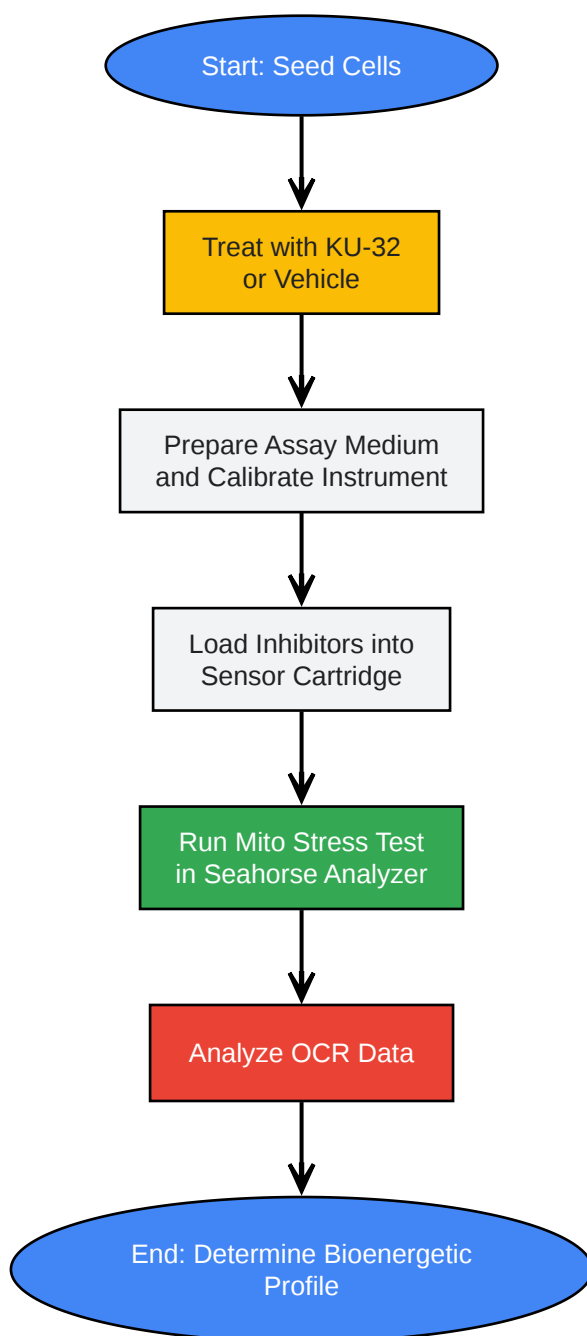 Start: Seed Cells
Treat with KU-32
or Vehicle
Prepare Assay Medium
and Calibrate Instrument
Load Inhibitors into
Sensor Cartridge
Run Mito Stress Test
in Seahorse Analyzer
Analyze OCR Data
End: Determine Bioenergetic
Profile